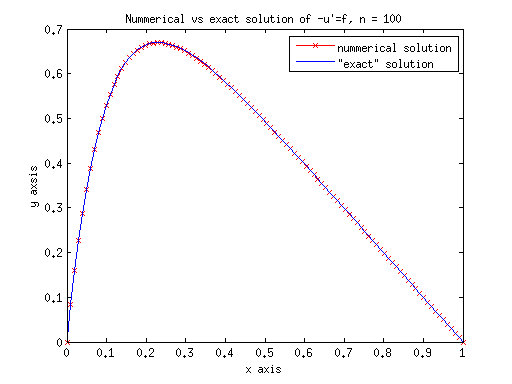 Nummerical vs exact solution of -u'=f, n = 100
nummerical solution
"exact" solution
0.7
0.6
0.5
0.4
0.3
0.2
0.1
0
y axsis
0 0.1 0.2 0.3 0.4 0.5 0.6 0.7 0.8 0.9 1
x axis